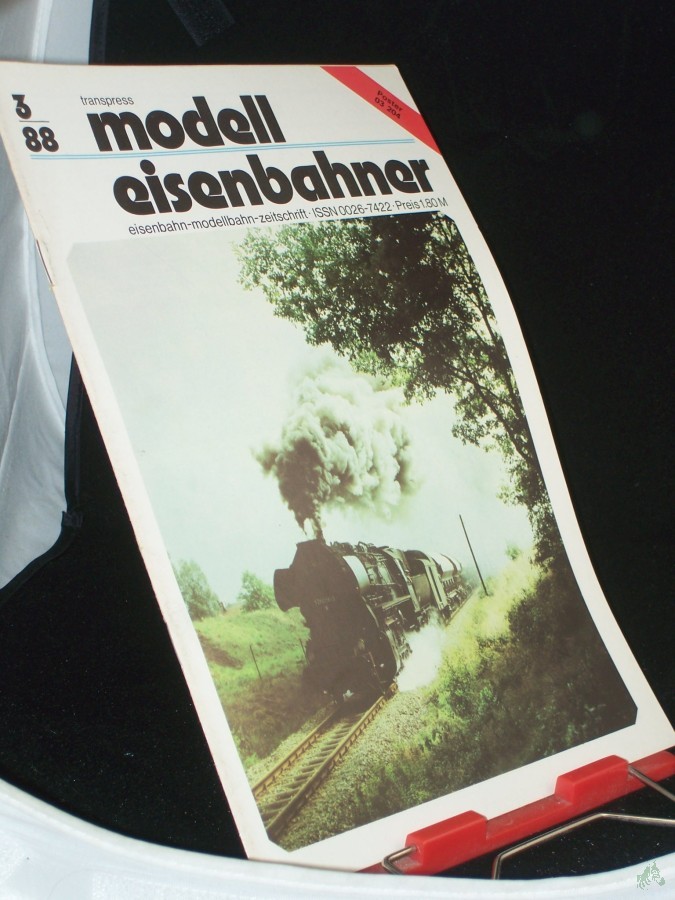 3
88
transpress
modell
eisenbahner
eisenbahn-modellbahn-zeitschrift · ISSN 0026-7422 · Preis 1,80 M
Poster
03 204